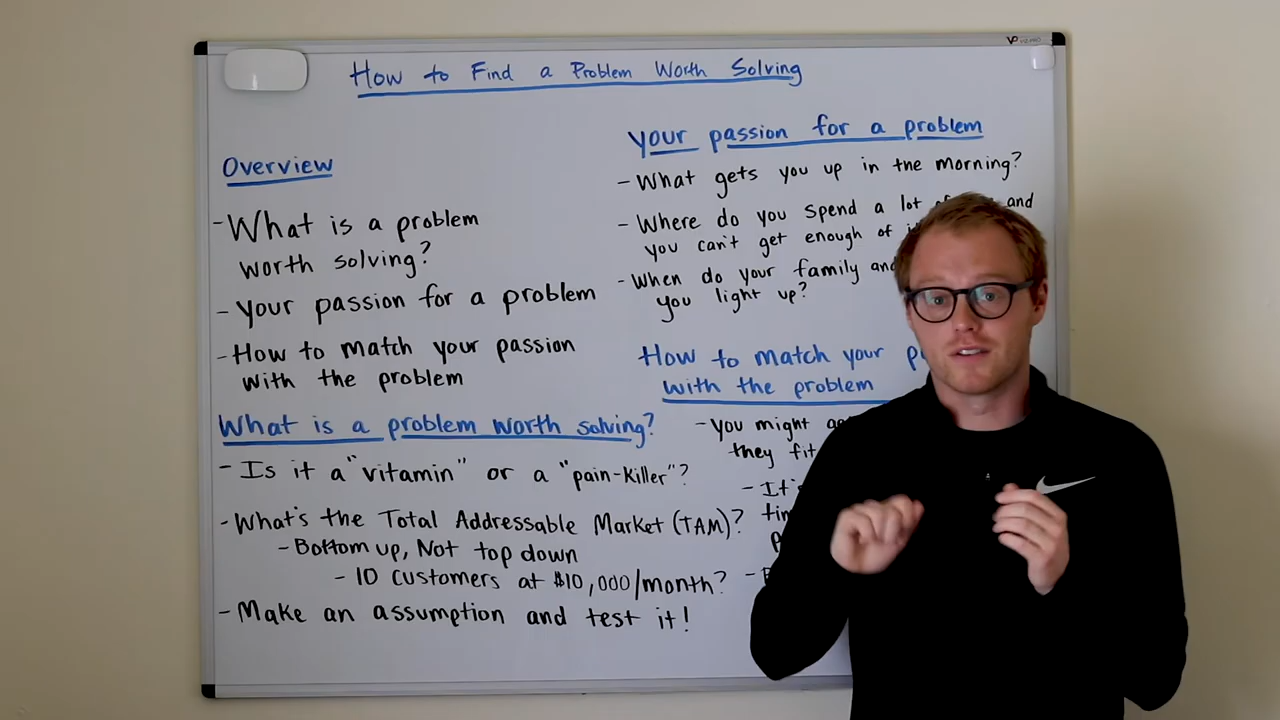 How to Find a Problem Worth Solving
Overview
- What is a problem
worth solving?
- Your passion for a problem
- How to match your passion
with the problem
What is a problem worth solving?
- Is it a "vitamin" or a "pain-killer"?
- What's the Total Addressable Market (TAM)?
- Bottom up, Not top down
- 10 customers at $10,000/month?
- Make an assumption and test it!
Your passion for a problem
- What gets you up in the morning?
- Where do you spend a lot and
you can't get enough of
- When do your family
you light up?
How to match your
with the problem
- You might
they fit
- It's